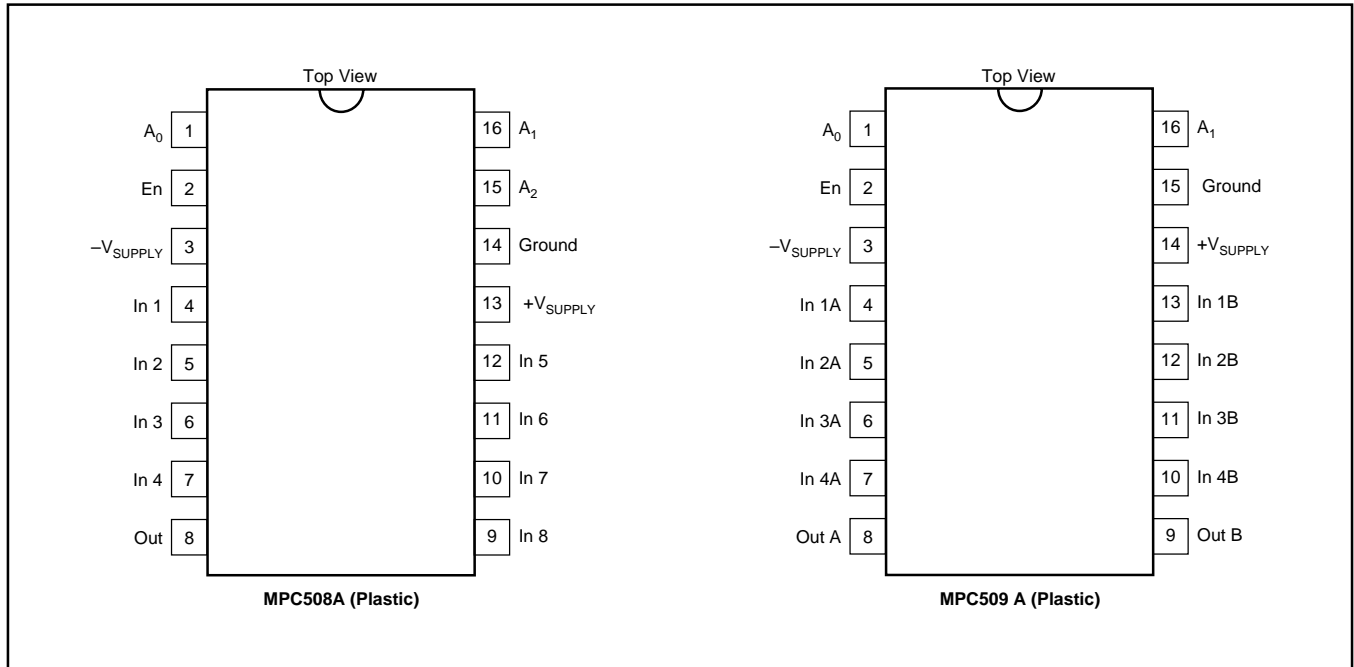 Top View
A0 1
En 2
–VSUPPLY 3
In 1 4
In 2 5
In 3 6
In 4 7
Out 8
16 A1
15 A2
14 Ground
13 +VSUPPLY
12 In 5
11 In 6
10 In 7
9 In 8
MPC508A (Plastic)
Top View
A0 1
En 2
–VSUPPLY 3
In 1A 4
In 2A 5
In 3A 6
In 4A 7
Out A 8
16 A1
15 Ground
14 +VSUPPLY
13 In 1B
12 In 2B
11 In 3B
10 In 4B
9 Out B
MPC509 A (Plastic)